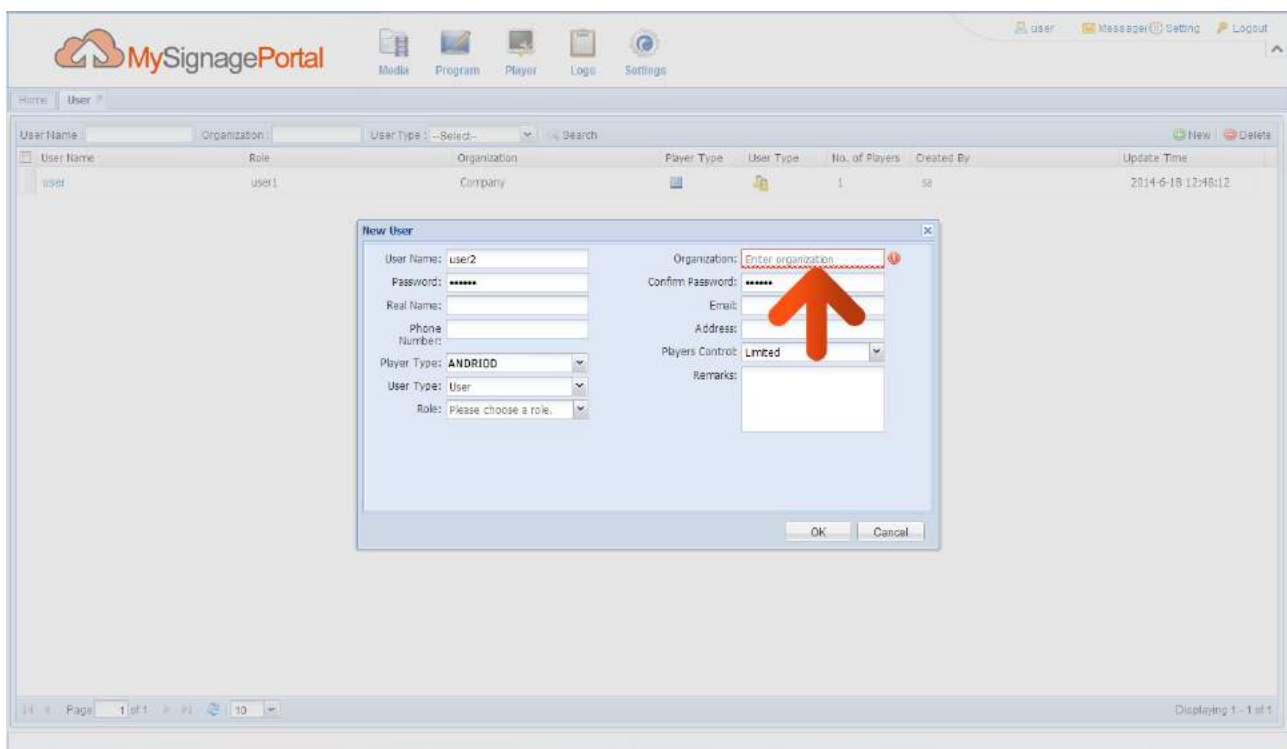 user Message( Setting Logout
MySignagePortal
Media Program Player Logs Settings
Home User
User Name : Organization : User Type : --Select-- Search New Delete
User Name Role Organization Player Type User Type No. of Players Created By Update Time
user user1 Company 1 sa 2014-6-18 12:48:12
New User
User Name: user2 Organization: Enter organization
Password: •••••• Confirm Password: ••••••
Real Name: Email:
Phone Number: Address:
Player Type: ANDRIOD Players Control: Limited
User Type: User Remarks:
Role: Please choose a role.
OK Cancel
Page 1 of 1 10 Displaying 1 - 1 of 1